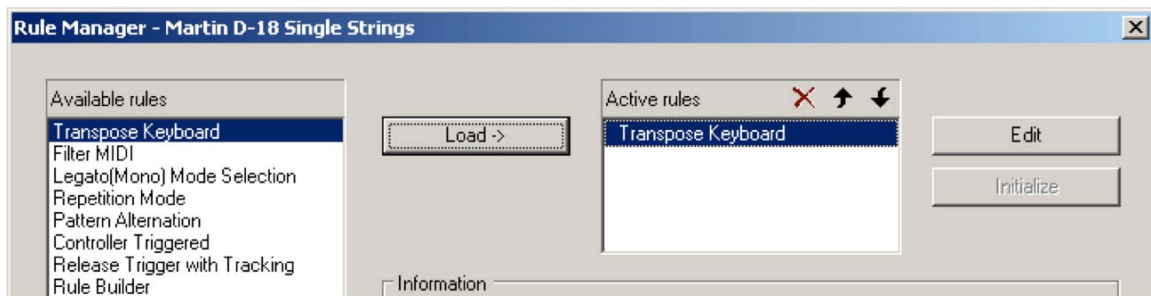 Rule Manager - Martin D-18 Single Strings
Available rules
Transpose Keyboard
Filter MIDI
Legato(Mono) Mode Selection
Repetition Mode
Pattern Alternation
Controller Triggered
Release Trigger with Tracking
Rule Builder
Load ->
Active rules
Transpose Keyboard
Edit
Initialize
Information